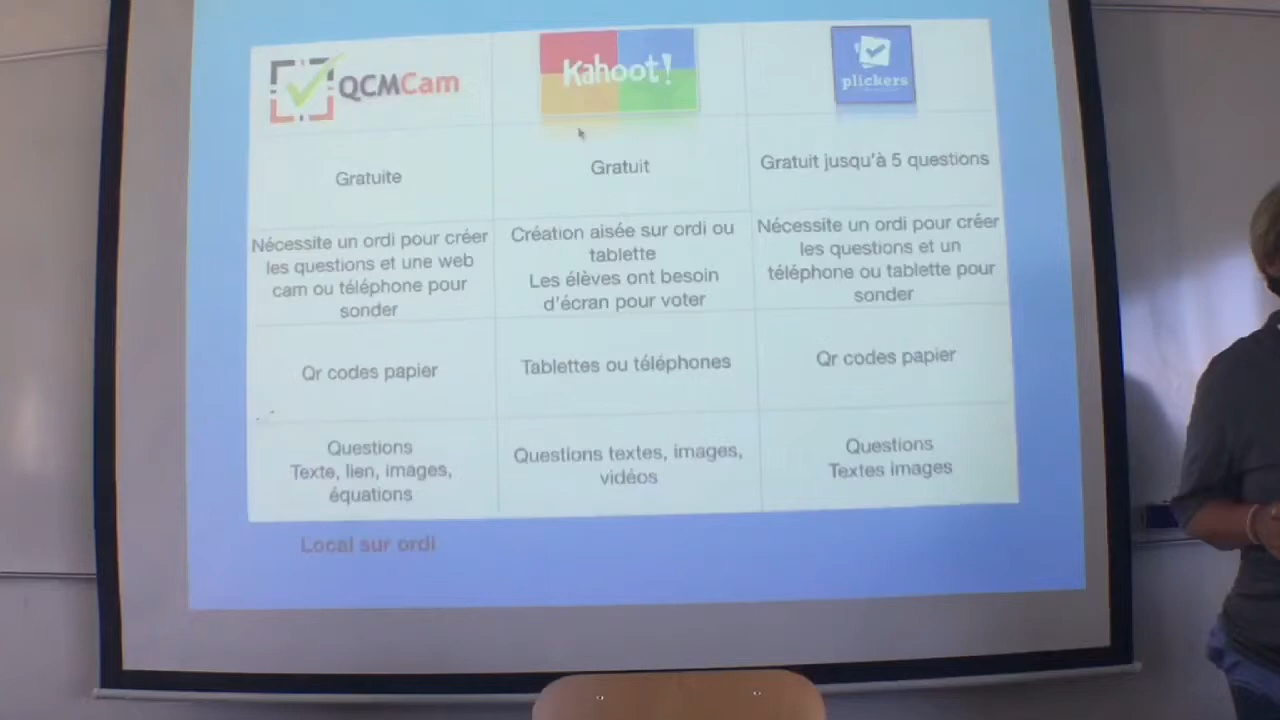 QCMCam
Kahoot!
plickers
Gratuite
Gratuit
Gratuit jusqu'à 5 questions
Nécessite un ordi pour créer
les questions et une web
cam ou téléphone pour
sonder
Création aisée sur ordi ou
tablette
Les élèves ont besoin
d'écran pour voter
Nécessite un ordi pour créer
les questions et un
téléphone ou tablette pour
sonder
Qr codes papier
Tablettes ou téléphones
Qr codes papier
Questions
Texte, lien, images,
équations
Questions textes, images,
vidéos
Questions
Textes images
Local sur ordi